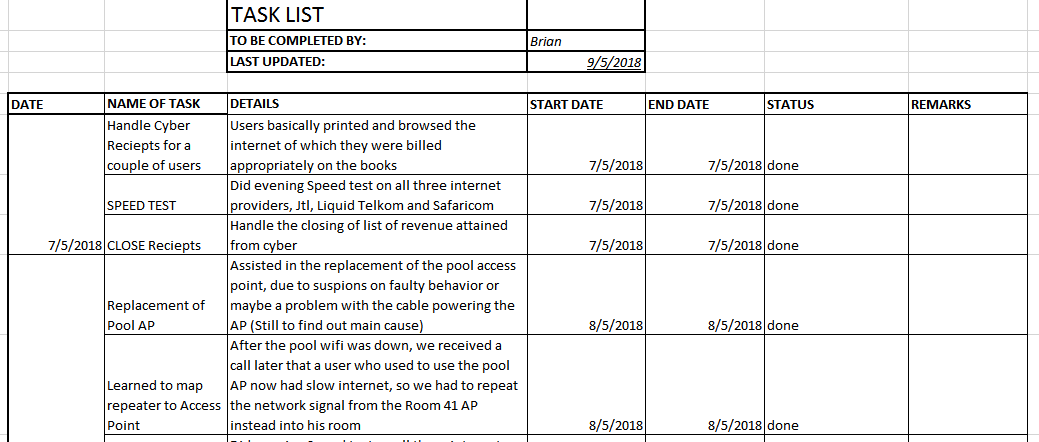 TASK LIST
TO BE COMPLETED BY: Brian
LAST UPDATED: 9/5/2018
DATE NAME OF TASK DETAILS START DATE END DATE STATUS REMARKS
Handle Cyber Users basically printed and browsed the
Reciepts for a internet of which they were billed
couple of users appropriately on the books 7/5/2018 7/5/2018 done
Did evening Speed test on all three internet
SPEED TEST providers, Jtl, Liquid Telkom and Safaricom 7/5/2018 7/5/2018 done
Handle the closing of list of revenue attained
7/5/2018 CLOSE Reciepts from cyber 7/5/2018 7/5/2018 done
Assisted in the replacement of the pool access
point, due to suspions on faulty behavior or
Replacement of maybe a problem with the cable powering the
Pool AP AP (Still to find out main cause) 8/5/2018 8/5/2018 done
After the pool wifi was down, we received a
call later that a user who used to use the pool
Learned to map AP now had slow internet, so we had to repeat
repeater to Access the network signal from the Room 41 AP
Point instead into his room 8/5/2018 8/5/2018 done